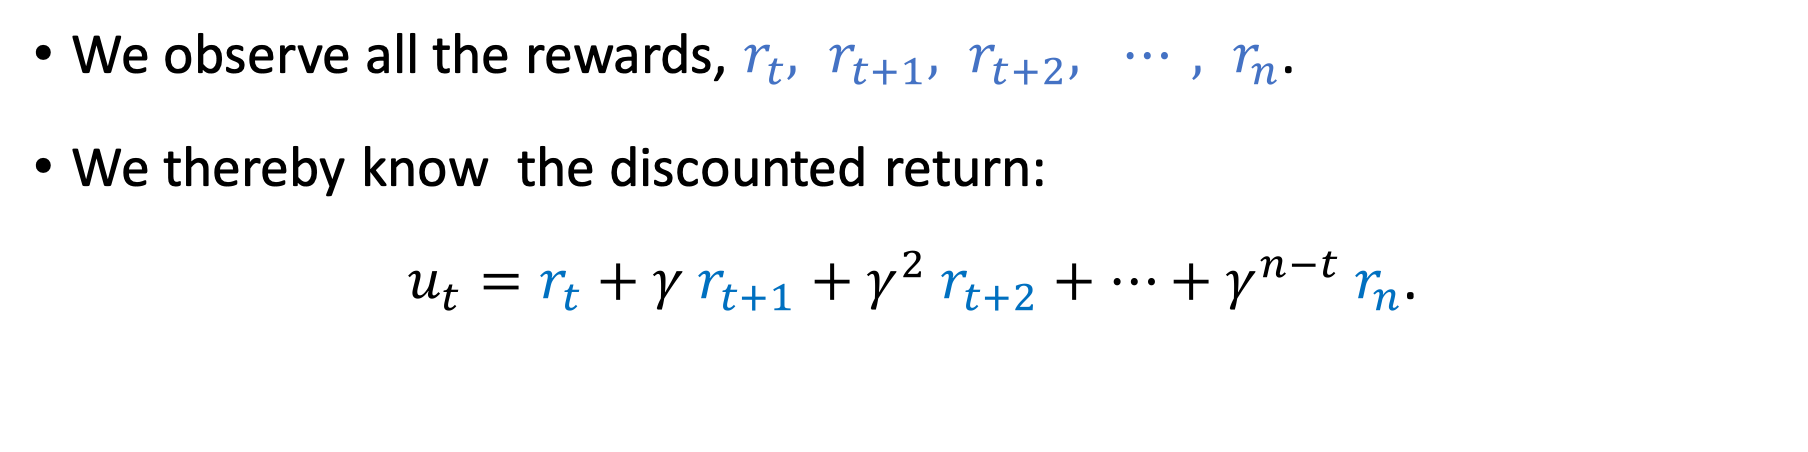 • We observe all the rewards, r_t, r_{t+1}, r_{t+2}, ⋯ , r_n.
• We thereby know the discounted return:
u_t = r_t + γ r_{t+1} + γ^2 r_{t+2} + ⋯ + γ^{n−t} r_n.